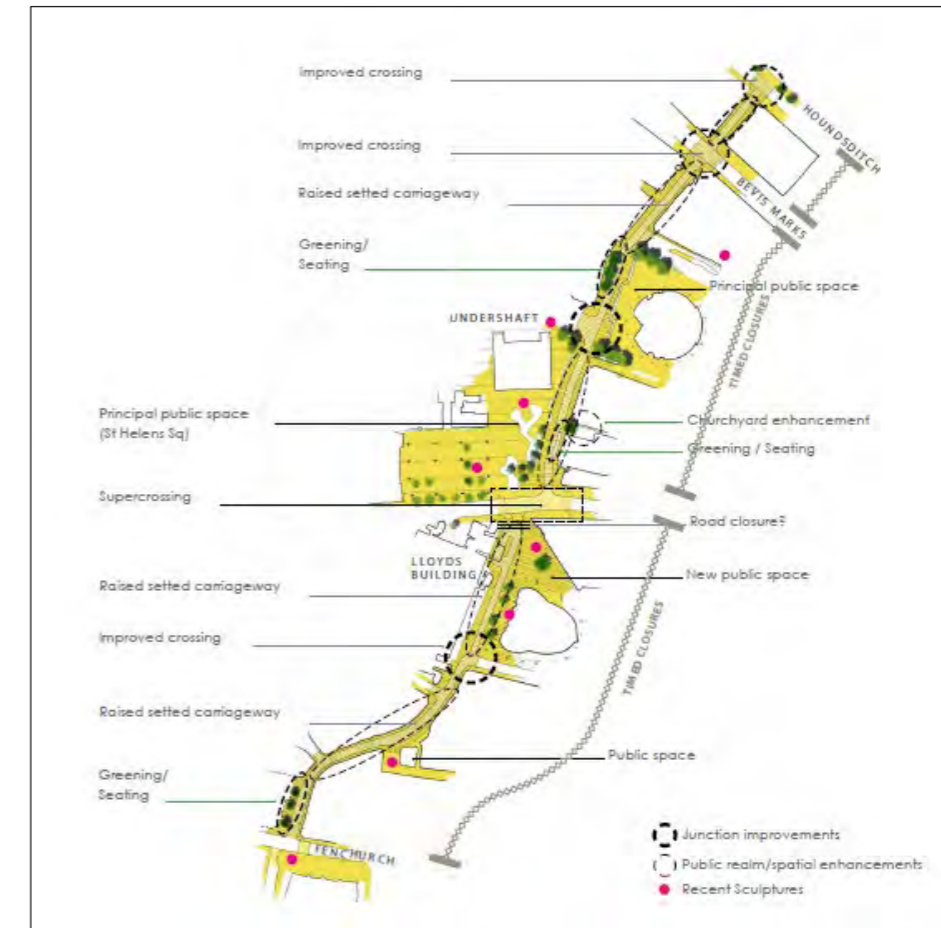 Improved crossing
HOUNDSDITCH
Improved crossing
BEVIS MARKS
Raised setted carriageway
Greening/
Seating
Principal public space
UNDERSHAFT
TIMED CLOSURES
Principal public space
(St Helens Sq)
Churchyard enhancement
Greening / Seating
Supercrossing
Road closure?
LLOYDS
BUILDING
New public space
Raised setted carriageway
Improved crossing
TIMED CLOSURES
Raised setted carriageway
Public space
Greening/
Seating
FENCHURCH
Junction improvements
Public realm/spatial enhancements
Recent Sculptures